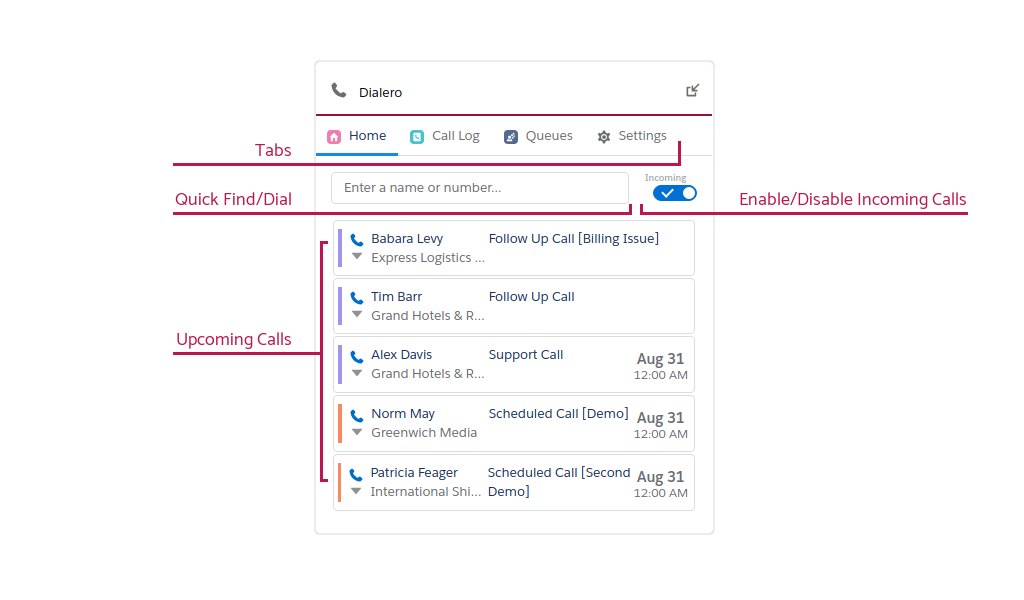 Dialero
Home Call Log Queues Settings
Tabs
Enter a name or number...
Incoming
Quick Find/Dial
Enable/Disable Incoming Calls
Babara Levy Follow Up Call [Billing Issue]
Express Logistics ...
Tim Barr Follow Up Call
Grand Hotels & R...
Upcoming Calls
Alex Davis Support Call Aug 31
Grand Hotels & R... 12:00 AM
Norm May Scheduled Call [Demo] Aug 31
Greenwich Media 12:00 AM
Patricia Feager Scheduled Call [Second Aug 31
International Shi... Demo] 12:00 AM